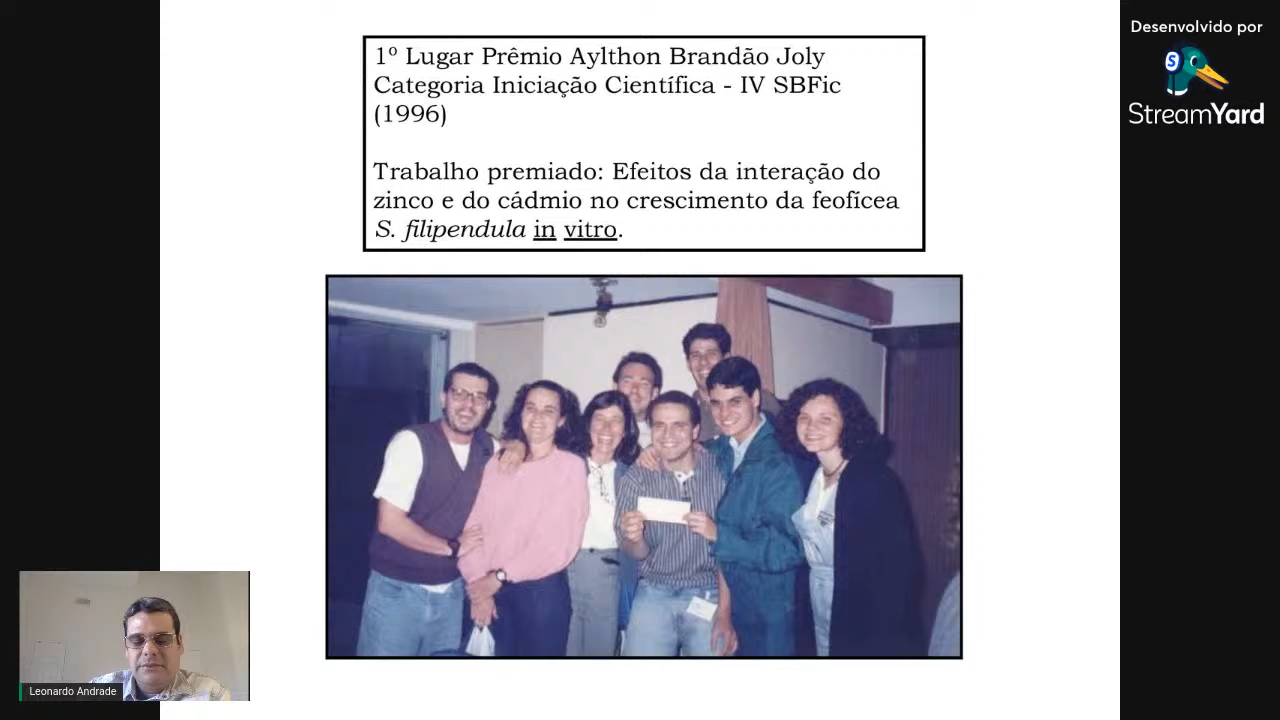 1º Lugar Prêmio Aylthon Brandão Joly
Categoria Iniciação Científica - IV SBFic
(1996)
Trabalho premiado: Efeitos da interação do
zinco e do cádmio no crescimento da feofícea
S. filipendula in vitro.
Desenvolvido por
S
StreamYard
Leonardo Andrade